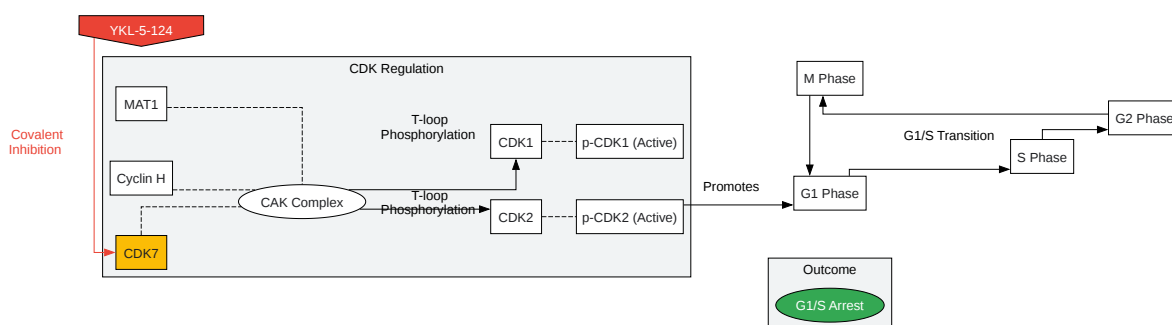 YKL-5-124
CDK Regulation
MAT1
Covalent
Inhibition
Cyclin H
CDK7
CAK Complex
T-loop
Phosphorylation
T-loop
Phosphorylation
CDK1
p-CDK1 (Active)
CDK2
p-CDK2 (Active)
Promotes
M Phase
G1 Phase
G1/S Transition
S Phase
G2 Phase
Outcome
G1/S Arrest